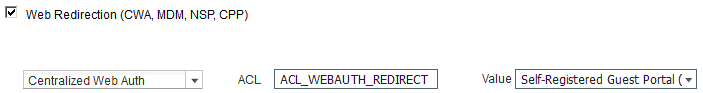 Web Redirection (CWA, MDM, NSP, CPP)
Centralized Web Auth ACL ACL_WEBAUTH_REDIRECT Value Self-Registered Guest Portal (